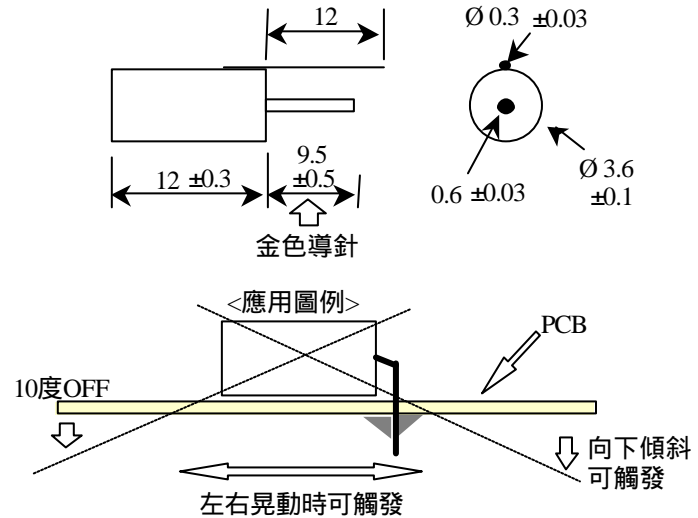 12
Ø 0.3 ±0.03
12 ±0.3
9.5
±0.5
0.6 ±0.03
Ø 3.6
±0.1
金色導針
<應用圖例>
PCB
10度OFF
向下傾斜
可觸發
左右晃動時可觸發